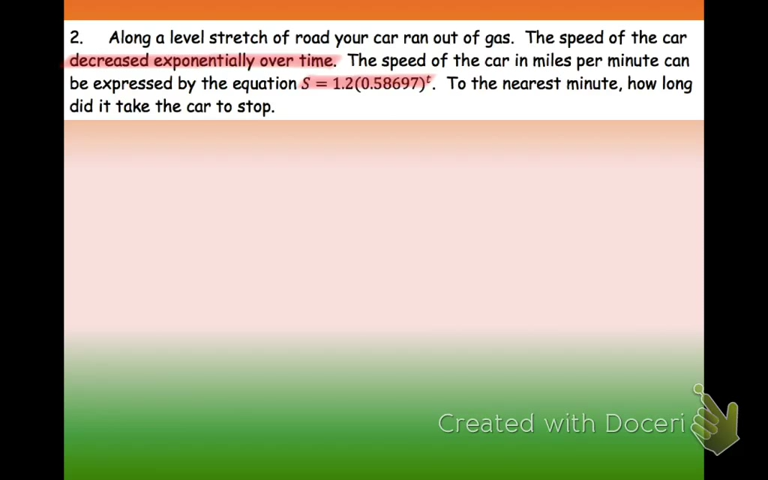 2. Along a level stretch of road your car ran out of gas. The speed of the car
decreased exponentially over time. The speed of the car in miles per minute can
be expressed by the equation S = 1.2(0.58697)^t. To the nearest minute, how long
did it take the car to stop.
Created with Doceri